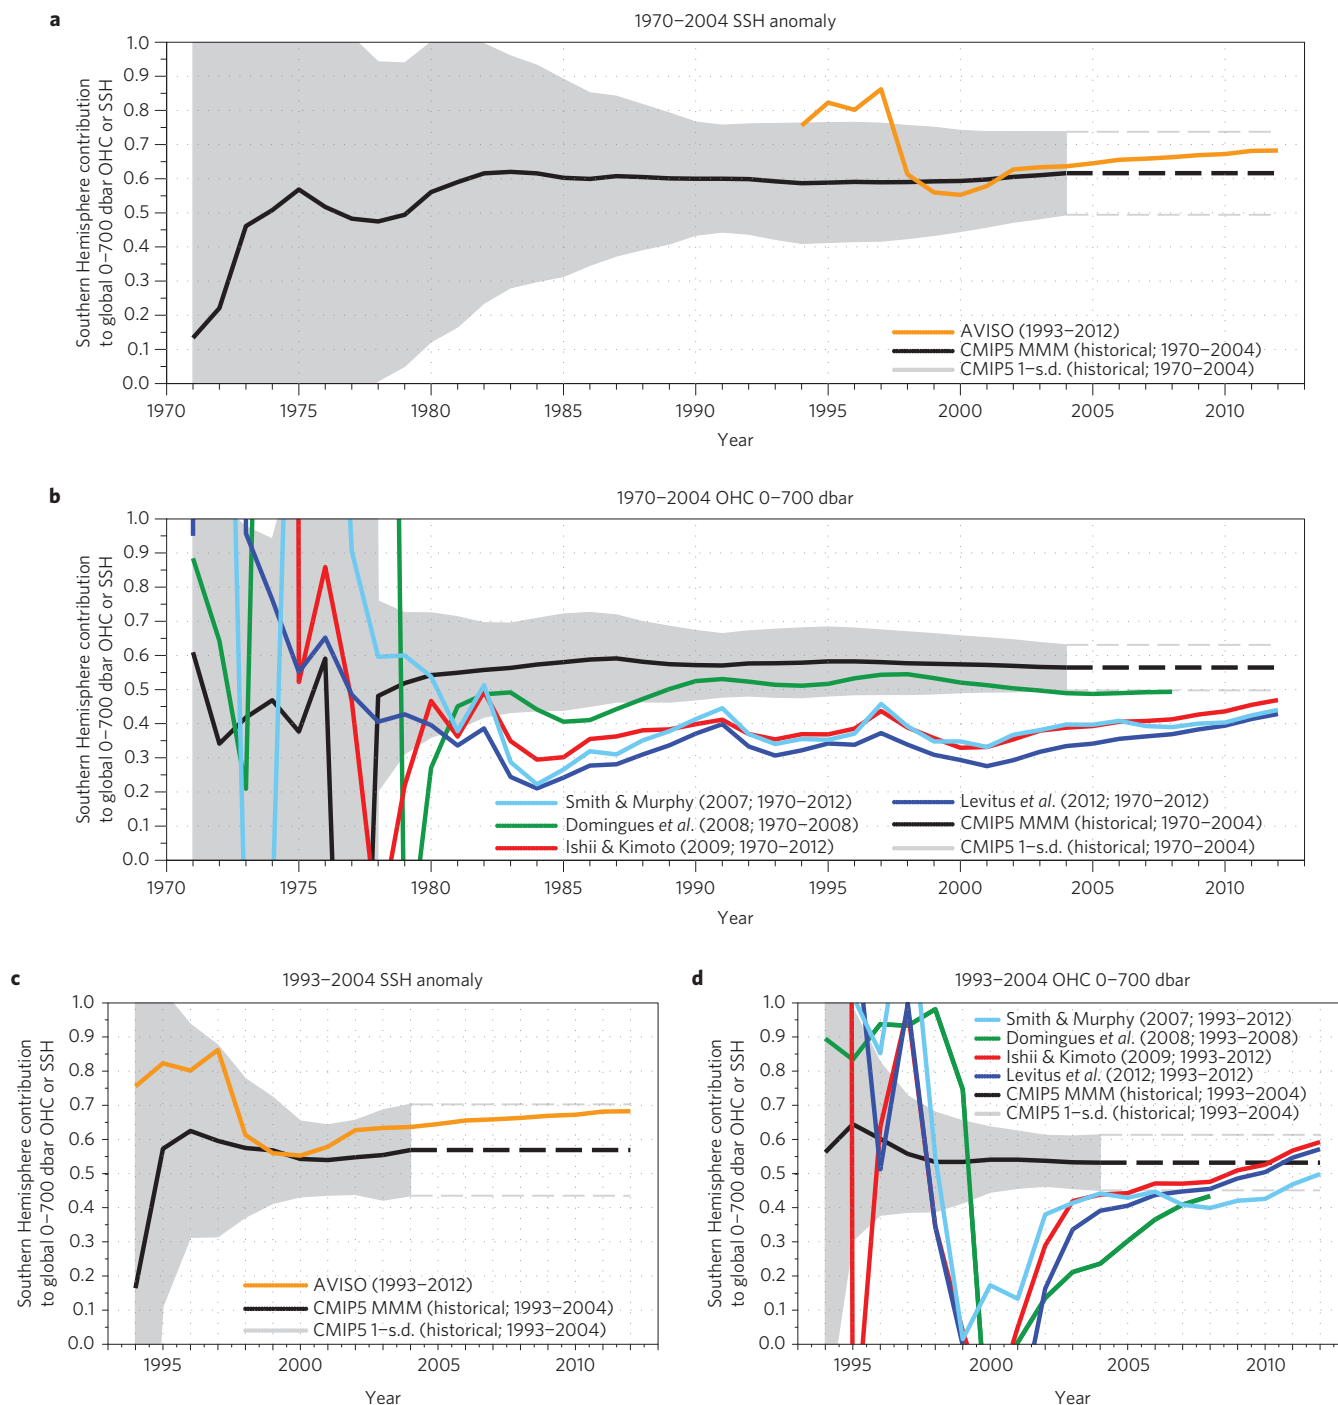 a
1970–2004 SSH anomaly
Southern Hemisphere contribution
to global 0–700 dbar OHC or SSH
1.0
0.9
0.8
0.7
0.6
0.5
0.4
0.3
0.2
0.1
0.0
AVISO (1993–2012)
CMIP5 MMM (historical; 1970–2004)
CMIP5 1–s.d. (historical; 1970–2004)
1970 1975 1980 1985 1990 1995 2000 2005 2010
Year
b
1970–2004 OHC 0–700 dbar
Southern Hemisphere contribution
to global 0–700 dbar OHC or SSH
1.0
0.9
0.8
0.7
0.6
0.5
0.4
0.3
0.2
0.1
0.0
Smith & Murphy (2007; 1970–2012)
Domingues et al. (2008; 1970–2008)
Ishii & Kimoto (2009; 1970–2012)
Levitus et al. (2012; 1970–2012)
CMIP5 MMM (historical; 1970–2004)
CMIP5 1–s.d. (historical; 1970–2004)
1970 1975 1980 1985 1990 1995 2000 2005 2010
Year
c
1993–2004 SSH anomaly
Southern Hemisphere contribution
to global 0–700 dbar OHC or SSH
1.0
0.9
0.8
0.7
0.6
0.5
0.4
0.3
0.2
0.1
0.0
AVISO (1993–2012)
CMIP5 MMM (historical; 1993–2004)
CMIP5 1–s.d. (historical; 1993–2004)
1995 2000 2005 2010
Year
d
1993–2004 OHC 0–700 dbar
Southern Hemisphere contribution
to global 0–700 dbar OHC or SSH
1.0
0.9
0.8
0.7
0.6
0.5
0.4
0.3
0.2
0.1
0.0
Smith & Murphy (2007; 1993–2012)
Domingues et al. (2008; 1993–2008)
Ishii & Kimoto (2009; 1993–2012)
Levitus et al. (2012; 1993–2012)
CMIP5 MMM (historical; 1993–2004)
CMIP5 1–s.d. (historical; 1993–2004)
1995 2000 2005 2010
Year